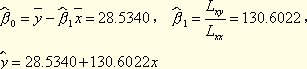 β̂₀ = y̅ − β̂₁x̅ = 28.5340， β̂₁ = Lxy/Lxx = 130.6022，
ŷ = 28.5340+130.6022x